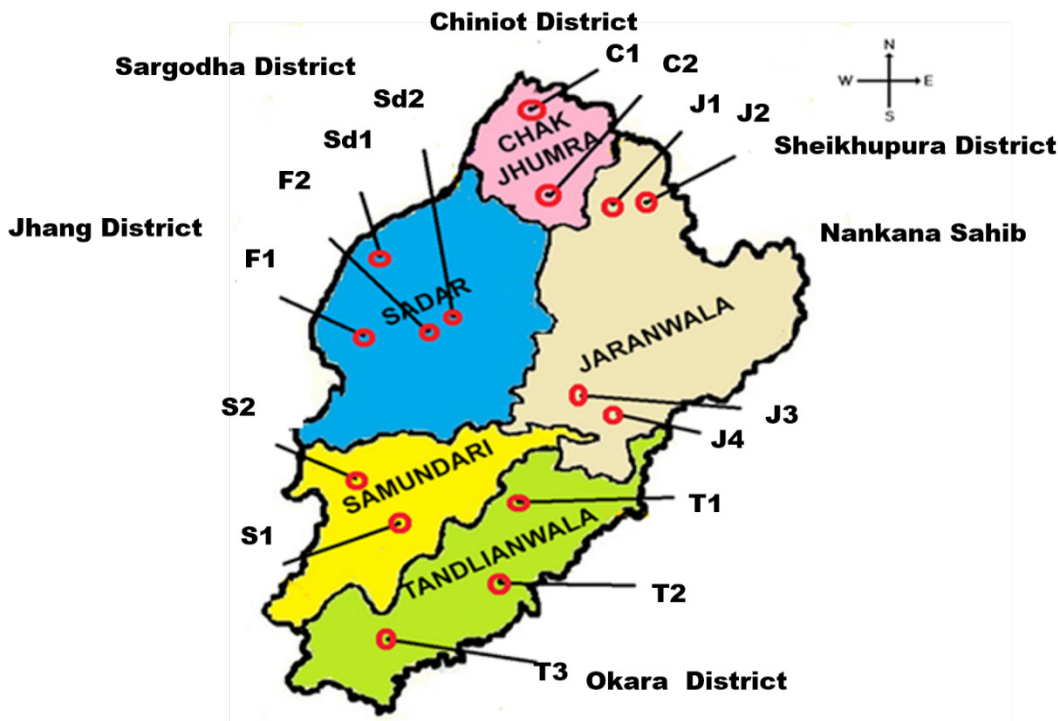 Chiniot District
Sargodha District
C1
C2
N
W
E
S
Sd2
J1
J2
Sd1
CHAK
JHUMRA
Sheikhupura District
F2
Jhang District
Nankana Sahib
F1
SADAR
JARANWALA
S2
J3
J4
SAMUNDARI
T1
S1
TANDLIANWALA
T2
T3
Okara District